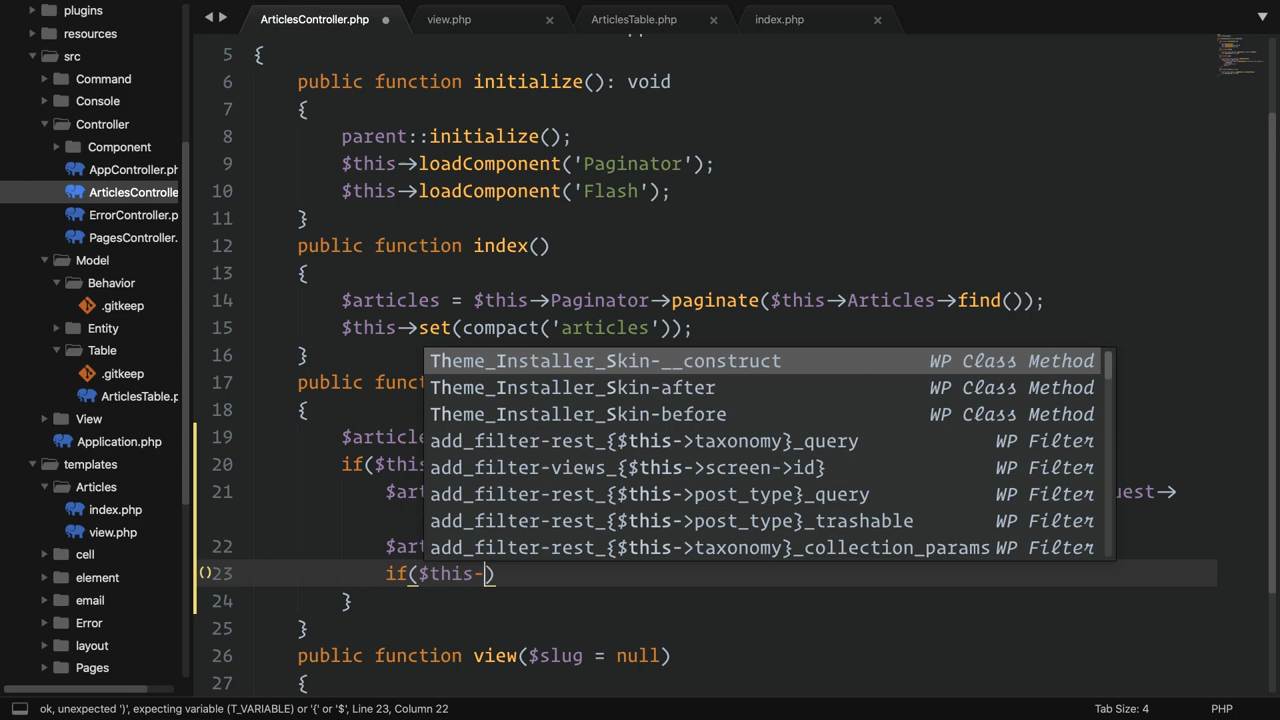 plugins
resources
src
Command
Console
Controller
Component
AppController.ph
ArticlesControlle
ErrorController.p
PagesController.
Model
Behavior
.gitkeep
Entity
Table
.gitkeep
ArticlesTable.p
View
Application.php
templates
Articles
index.php
view.php
cell
element
email
Error
layout
Pages
ArticlesController.php
view.php
ArticlesTable.php
index.php
5 {
6 public function initialize(): void
7 {
8 parent::initialize();
9 $this->loadComponent('Paginator');
10 $this->loadComponent('Flash');
11 }
12 public function index()
13 {
14 $articles = $this->Paginator->paginate($this->Articles->find());
15 $this->set(compact('articles'));
16 }
17 public funct
18 {
19 $article
20 if($this
21 $art uest->
22 $art
23 if($this-)
24 }
25 }
26 public function view($slug = null)
27 {
Theme_Installer_Skin-__construct WP Class Method
Theme_Installer_Skin-after WP Class Method
Theme_Installer_Skin-before WP Class Method
add_filter-rest_{$this->taxonomy}_query WP Filter
add_filter-views_{$this->screen->id} WP Filter
add_filter-rest_{$this->post_type}_query WP Filter
add_filter-rest_{$this->post_type}_trashable WP Filter
add_filter-rest_{$this->taxonomy}_collection_params WP Filter
ok, unexpected ')', expecting variable (T_VARIABLE) or '{' or '$', Line 23, Column 22
Tab Size: 4
PHP